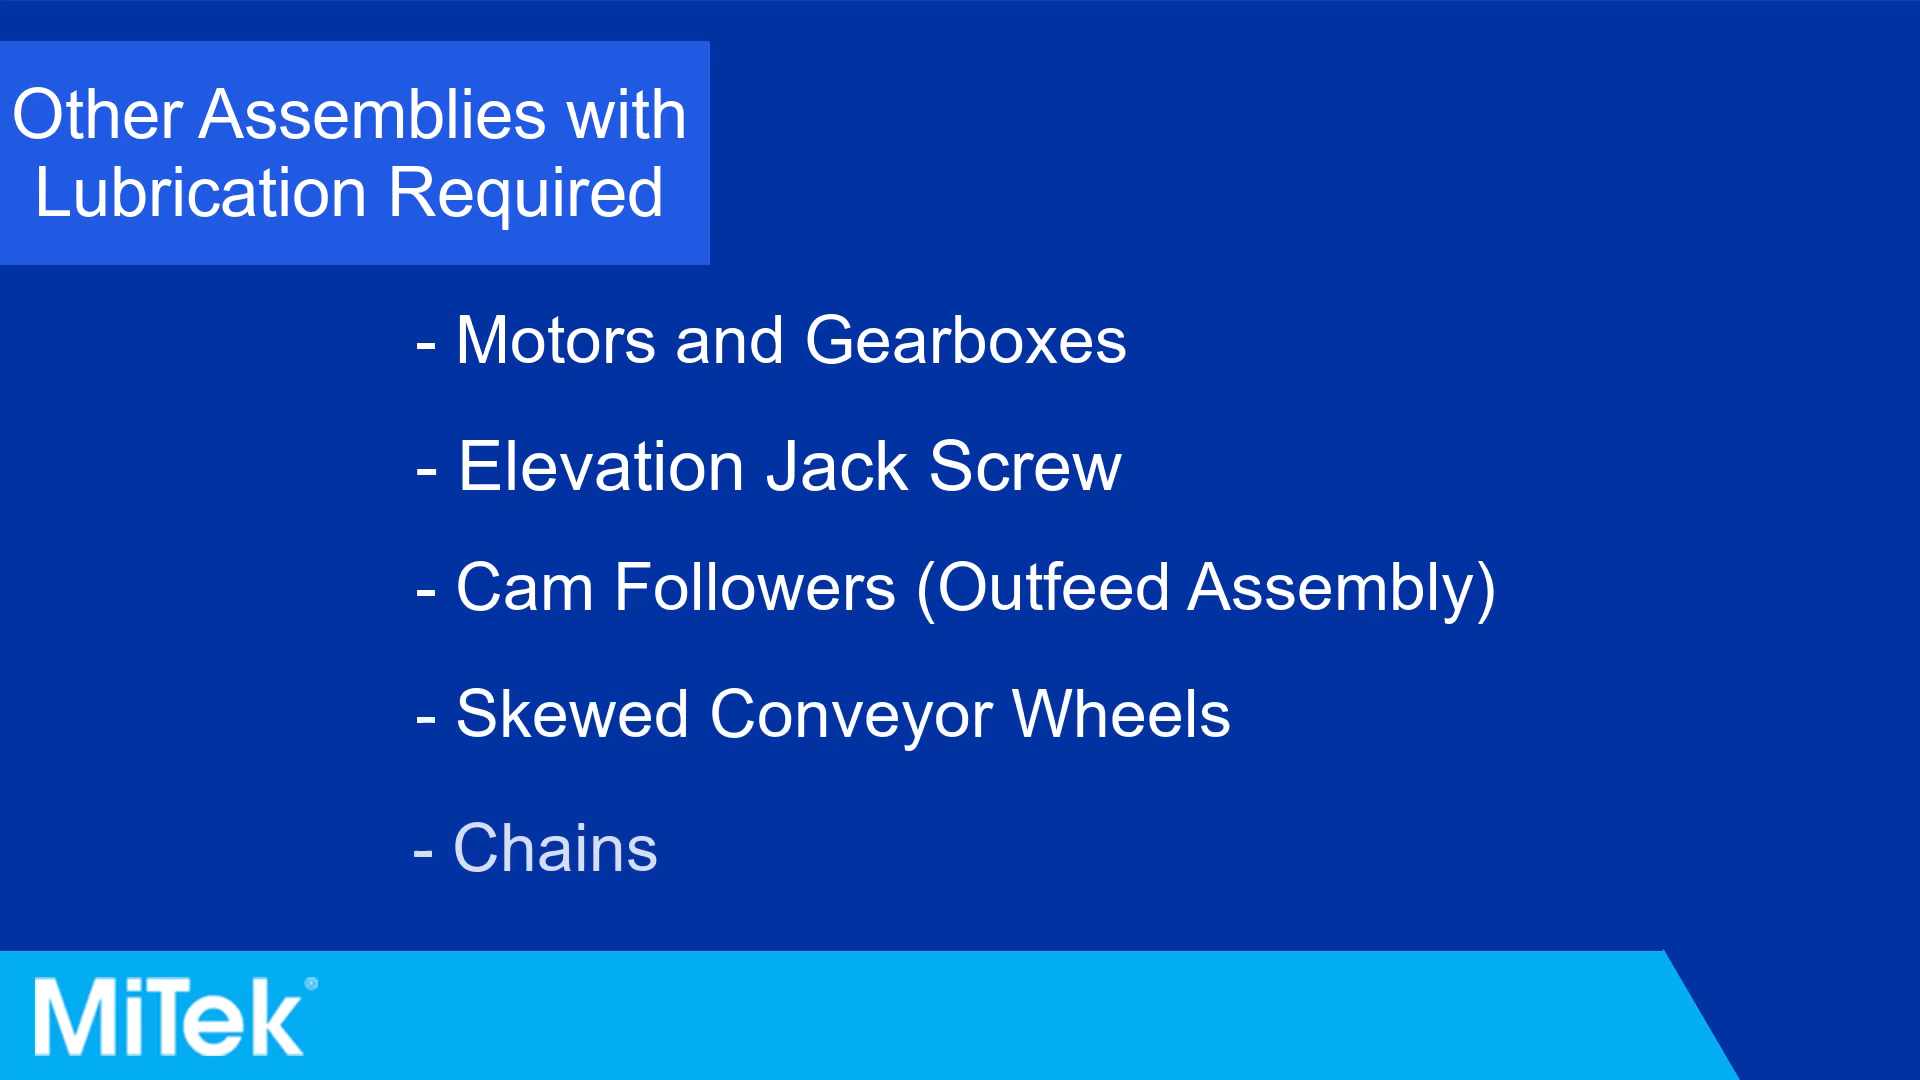 Other Assemblies with
Lubrication Required
- Motors and Gearboxes
- Elevation Jack Screw
- Cam Followers (Outfeed Assembly)
- Skewed Conveyor Wheels
- Chains
MiTek®